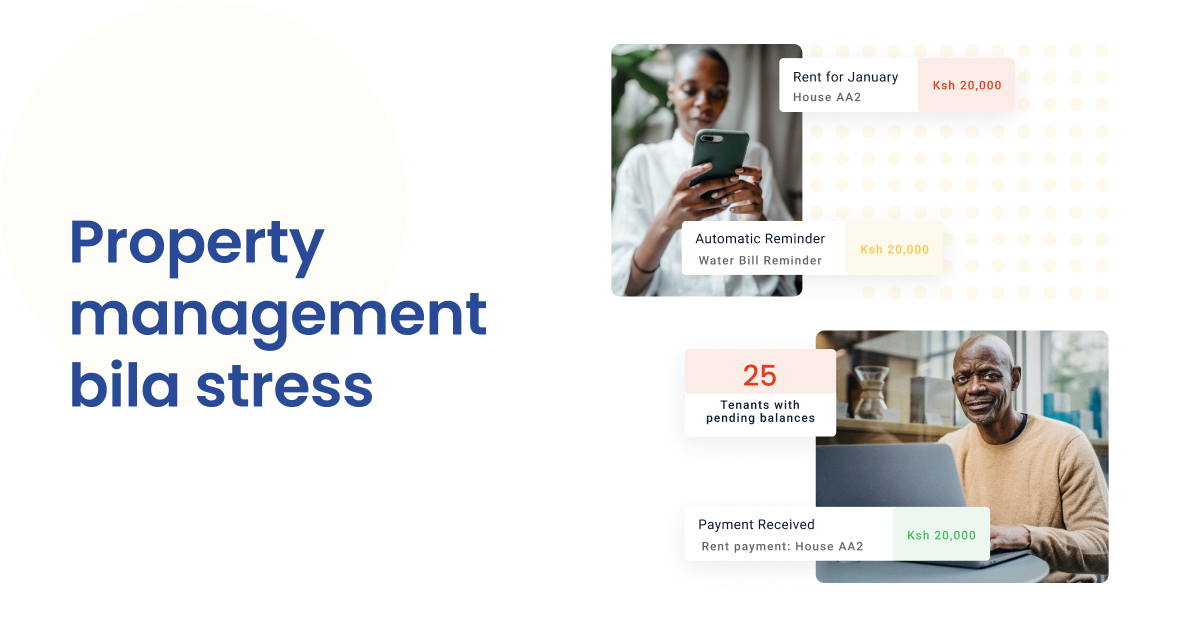 Property
management
bila stress
Rent for January
House AA2
Ksh 20,000
Automatic Reminder
Water Bill Reminder
Ksh 20,000
25
Tenants with
pending balances
Payment Received
Rent payment: House AA2
Ksh 20,000